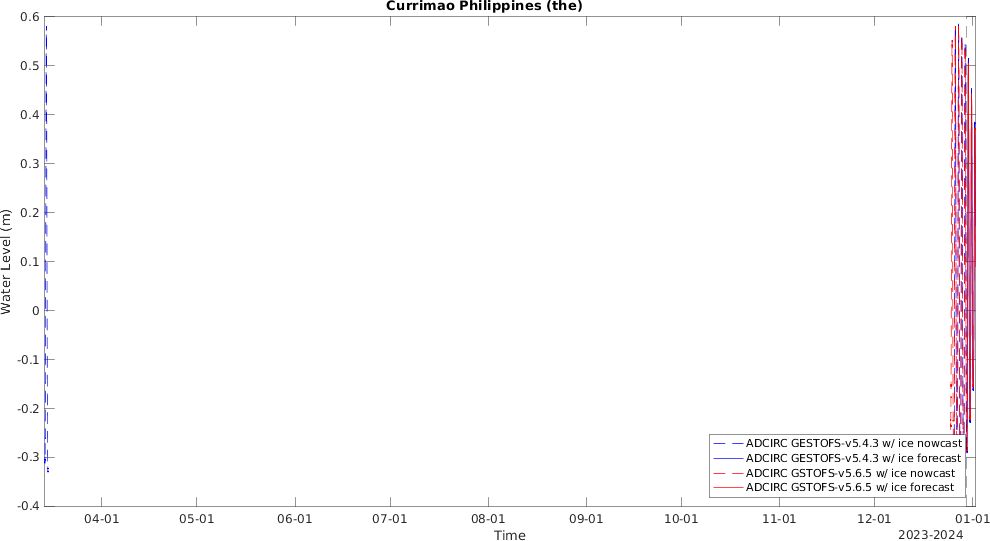 Currimao Philippines (the)
Water Level (m)
0.6
0.5
0.4
0.3
0.2
0.1
0
-0.1
-0.2
-0.3
-0.4
ADCIRC GESTOFS-v5.4.3 w/ ice nowcast
ADCIRC GESTOFS-v5.4.3 w/ ice forecast
ADCIRC GSTOFS-v5.6.5 w/ ice nowcast
ADCIRC GSTOFS-v5.6.5 w/ ice forecast
04-01 05-01 06-01 07-01 08-01 09-01 10-01 11-01 12-01 01-01
Time
2023-2024